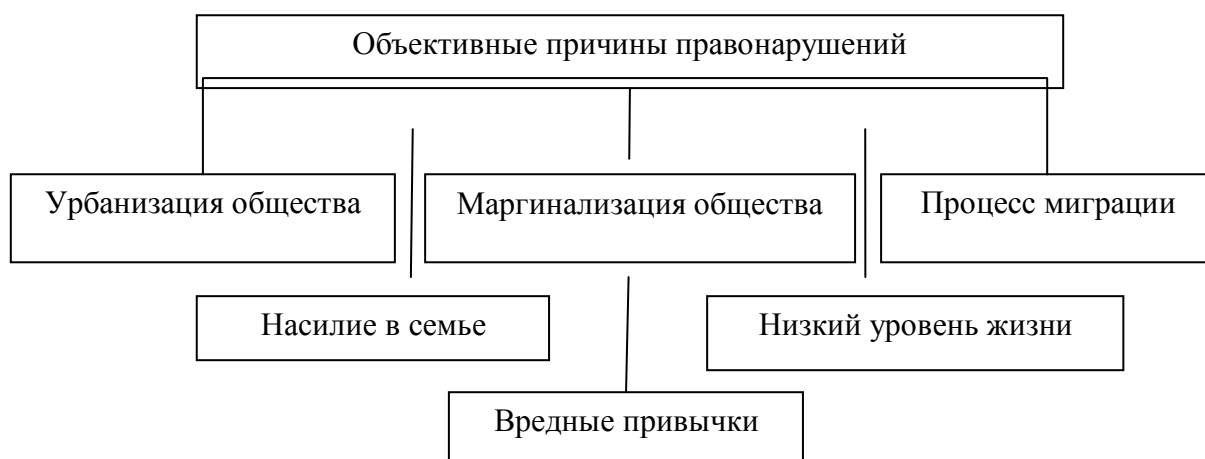 Объективные причины правонарушений
Урбанизация общества
Маргинализация общества
Процесс миграции
Насилие в семье
Низкий уровень жизни
Вредные привычки